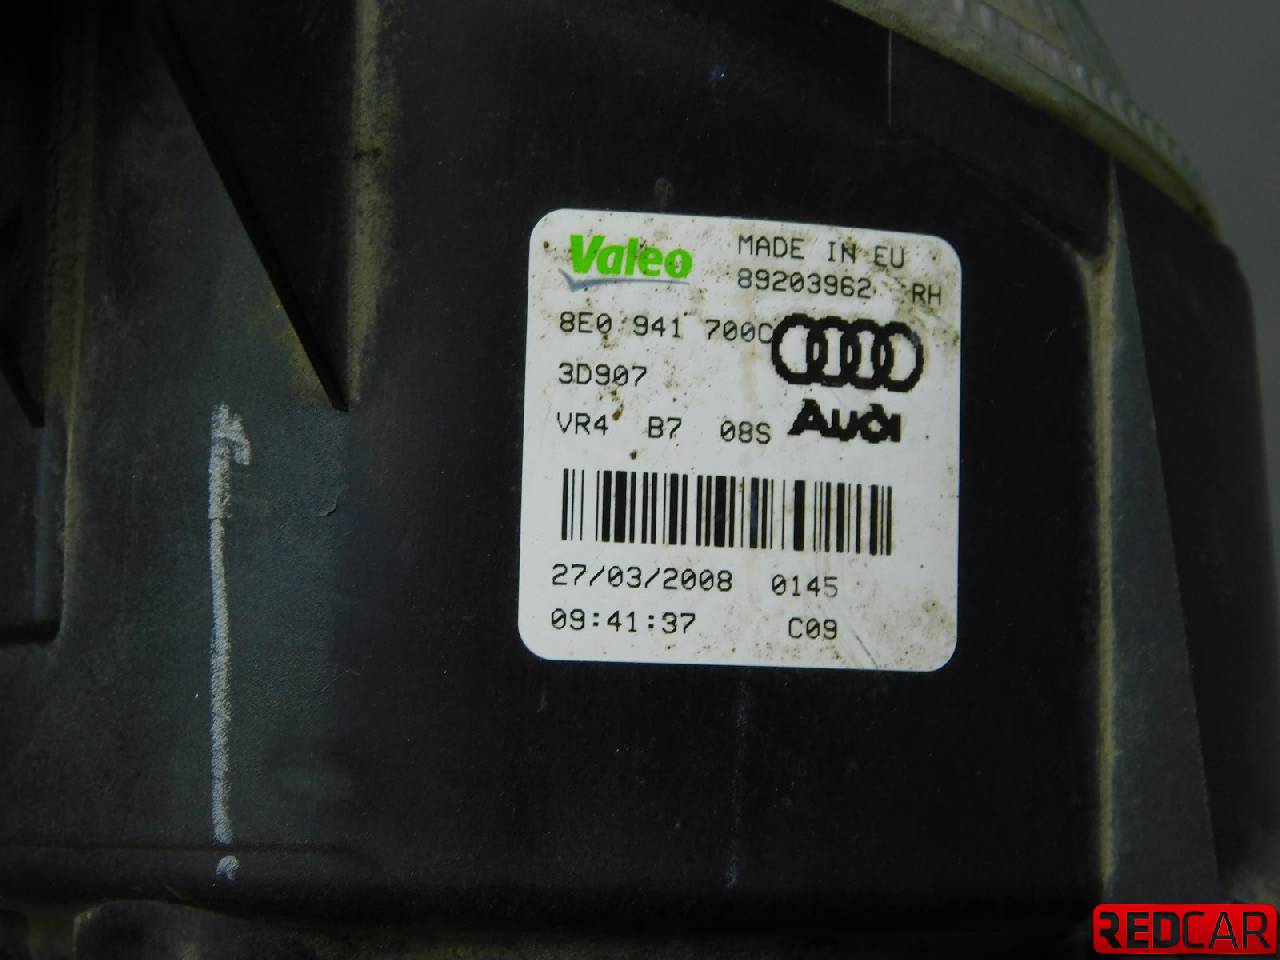 Valeo MADE IN EU
89203962 RH
8E0 941 700C
3D907
VR4 B7 08S Audi
27/03/2008 0145
09:41:37 C09
REDCAR